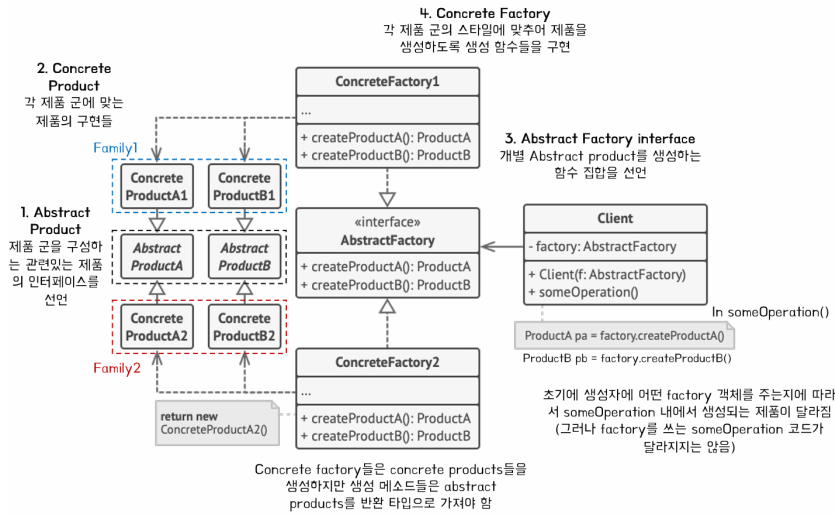 4. Concrete Factory
각 제품 군의 스타일에 맞추어 제품을
생성하도록 생성 함수들을 구현
2. Concrete
Product
각 제품 군에 맞는
제품의 구현들
ConcreteFactory1
...
+ createProductA(): ProductA
+ createProductB(): ProductB
3. Abstract Factory interface
개별 Abstract product를 생성하는
함수 집합을 선언
Family1
Concrete
ProductA1
Concrete
ProductB1
1. Abstract
Product
제품 군을 구성하
는 관련있는 제품
의 인터페이스를
선언
Abstract
ProductA
Abstract
ProductB
«interface»
AbstractFactory
+ createProductA(): ProductA
+ createProductB(): ProductB
Client
- factory: AbstractFactory
+ Client(f: AbstractFactory)
+ someOperation()
In someOperation()
ProductA pa = factory.createProductA()
ProductB pb = factory.createProductB()
Concrete
ProductA2
Concrete
ProductB2
Family2
ConcreteFactory2
...
+ createProductA(): ProductA
+ createProductB(): ProductB
return new
ConcreteProductA2()
초기에 생성자에 어떤 factory 객체를 주는지에 따라
서 someOperation 내에서 생성되는 제품이 달라짐
(그러나 factory를 쓰는 someOperation 코드가
달라지지는 않음)
Concrete factory들은 concrete products들을
생성하지만 생성 메소드들은 abstract
products를 반환 타입으로 가져야 함